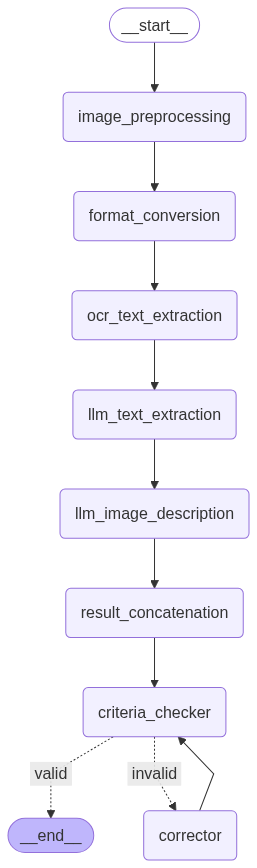 __start__
image_preprocessing
format_conversion
ocr_text_extraction
llm_text_extraction
llm_image_description
result_concatenation
criteria_checker
valid
invalid
__end__
corrector